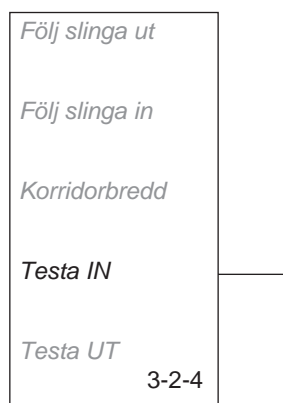 Följ slinga ut
Följ slinga in
Korridorbredd
Testa IN
Testa UT
3-2-4